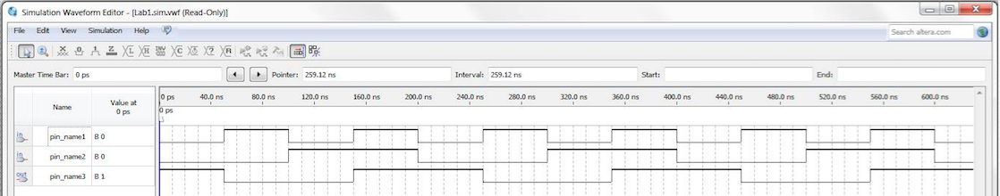 Simulation Waveform Editor - [Lab1.sim.vwf (Read-Only)]
File Edit View Simulation Help Search altera.com
Master Time Bar: 0 ps Pointer: 259.12 ns Interval: 259.12 ns Start: End:
Name Value at 0 ps 0 ps 40.0 ns 80.0 ns 120.0 ns 160.0 ns 200.0 ns 240.0 ns 280.0 ns 320.0 ns 360.0 ns 400.0 ns 440.0 ns 480.0 ns 520.0 ns 560.0 ns 600.0 ns
0 ps
pin_name1 B 0
pin_name2 B 0
pin_name3 B 1